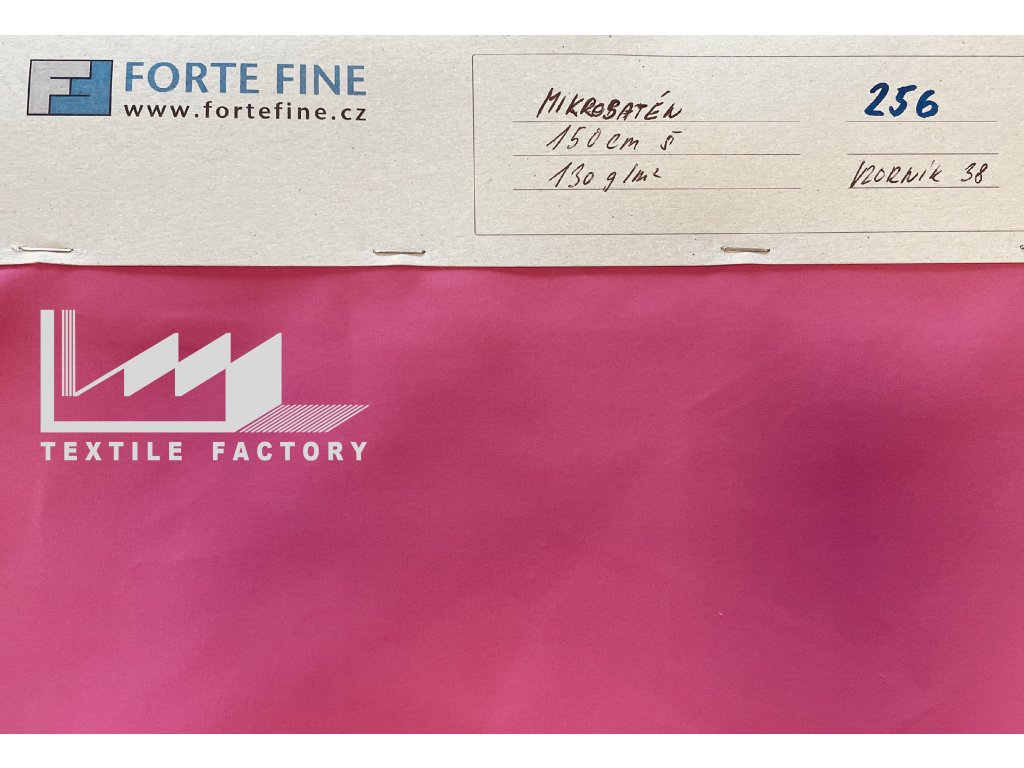 FORTE FINE
www.fortefine.cz
MIKROSATÉN
150 cm š
130 g/m²
256
VZORNÍK 38
TEXTILE FACTORY